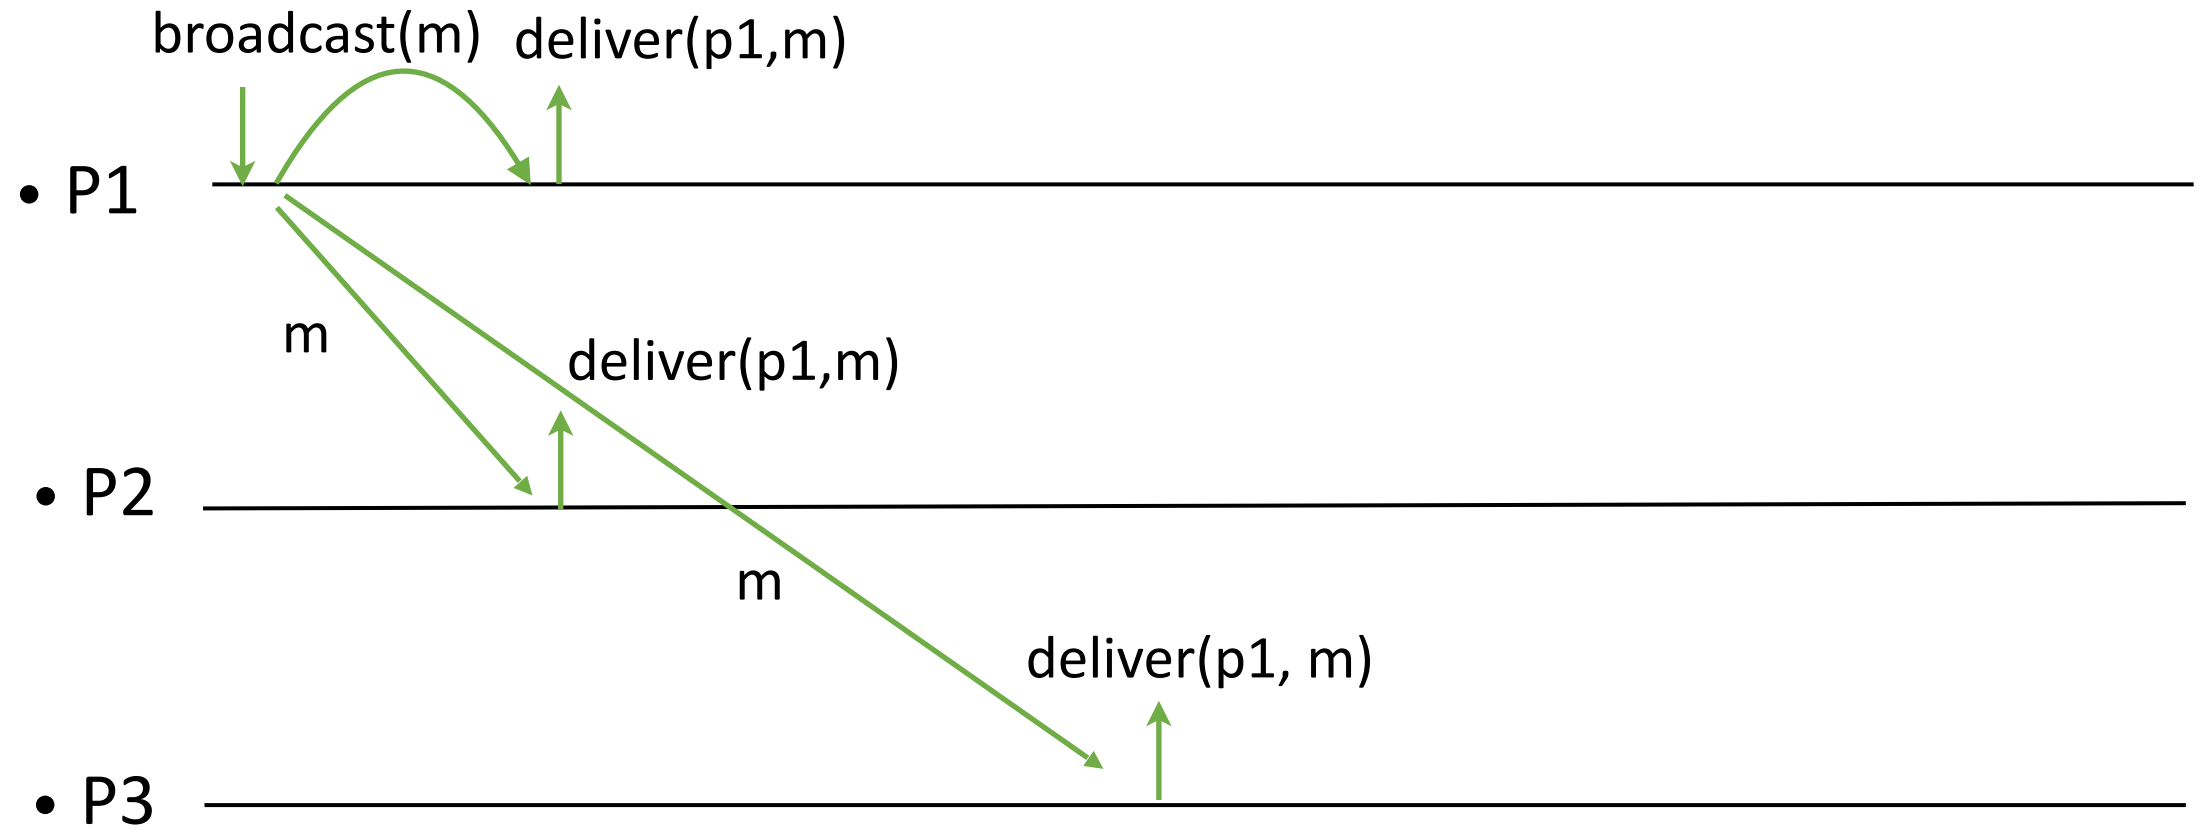 broadcast(m) deliver(p1,m)
• P1
m
deliver(p1,m)
• P2
m
deliver(p1, m)
• P3